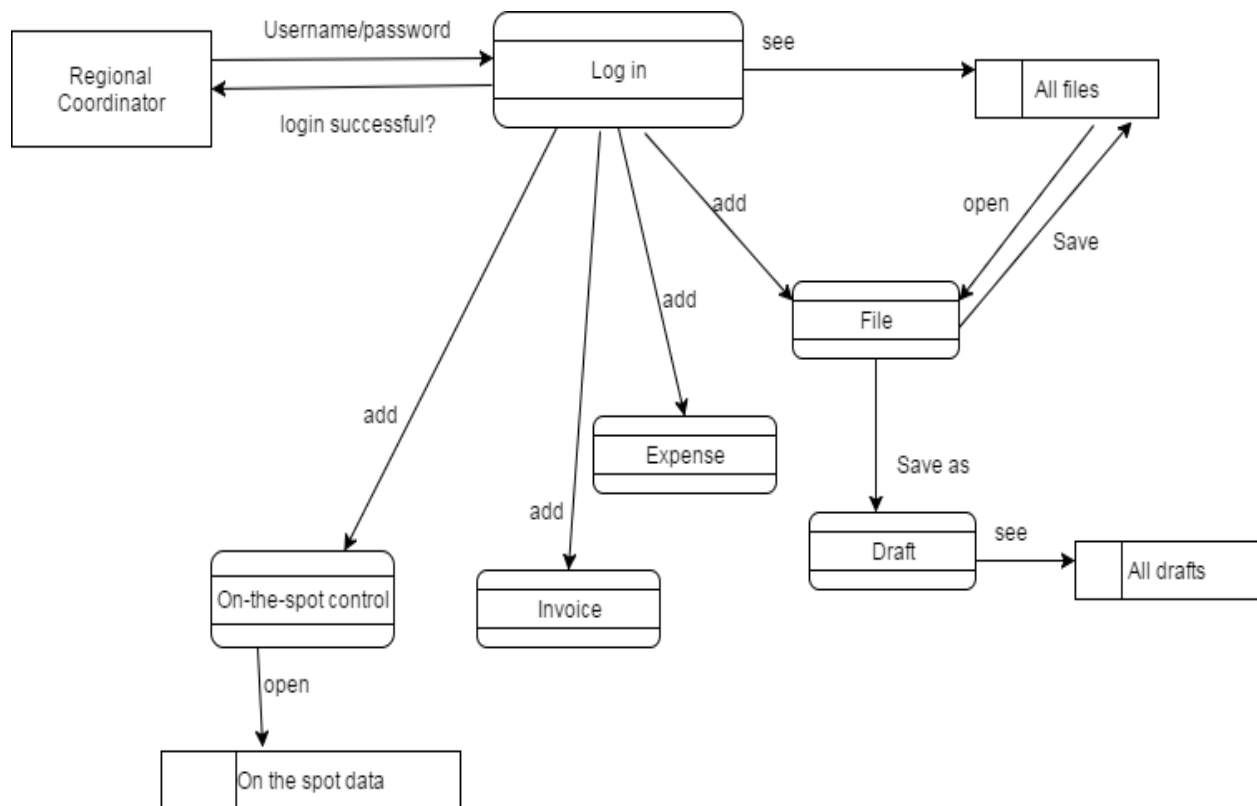 Username/password
Regional
Coordinator
Log in
see
All files
login successful?
add
open
Save
add
File
add
Expense
Save as
add
Draft
see
All drafts
On-the-spot control
Invoice
open
On the spot data